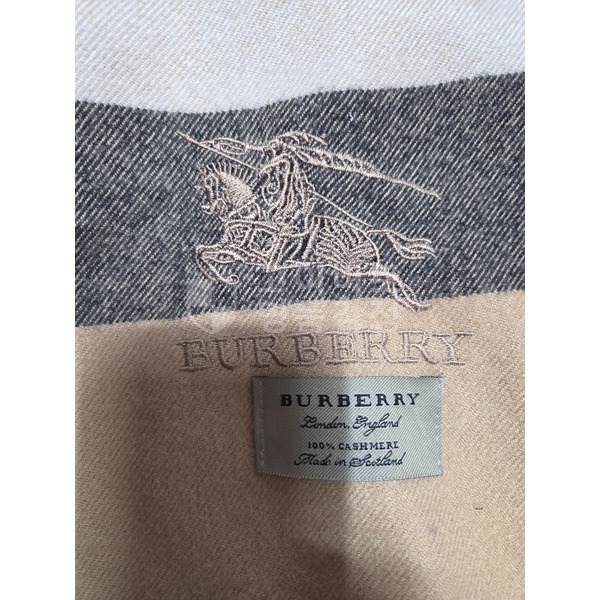 BURBERRY
BURBERRY
London, England
100% CASHMERE
Made in Scotland